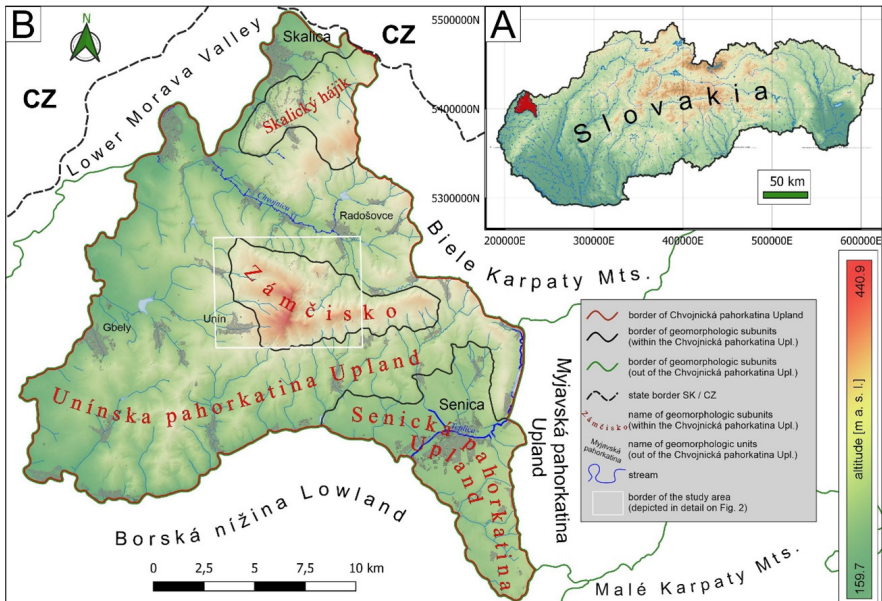 B
N
CZ
CZ
Lower Morava Valley
Skalica
Skalický hájik
Chvojnica
Radošovce
Zámčisko
Unín
Gbely
Unínska pahorkatina Upland
Senica
Teplica
Senická pahorkatina
Upland
Biele Karpaty Mts.
Myjavská pahorkatina
Upland
Borská nížina Lowland
Malé Karpaty Mts.
0 2,5 5 7,5 10 km
A
5500000N
5400000N
5300000N
200000E 300000E 400000E 500000E 600000E
Slovakia
50 km
border of Chvojnická pahorkatina Upland
border of geomorphologic subunits
(within the Chvojnická pahorkatina Upl.)
border of geomorphologic subunits
(out of the Chvojnická pahorkatina Upl.)
state border SK / CZ
Zámčisko
name of geomorphologic subunits
(within the Chvojnická pahorkatina Upl.)
Myjavská
pahorkatina
name of geomorphologic units
(out of the Chvojnická pahorkatina Upl.)
stream
border of the study area
(depicted in detail on Fig. 2)
440.9
altitude [m a. s. l.]
159.7